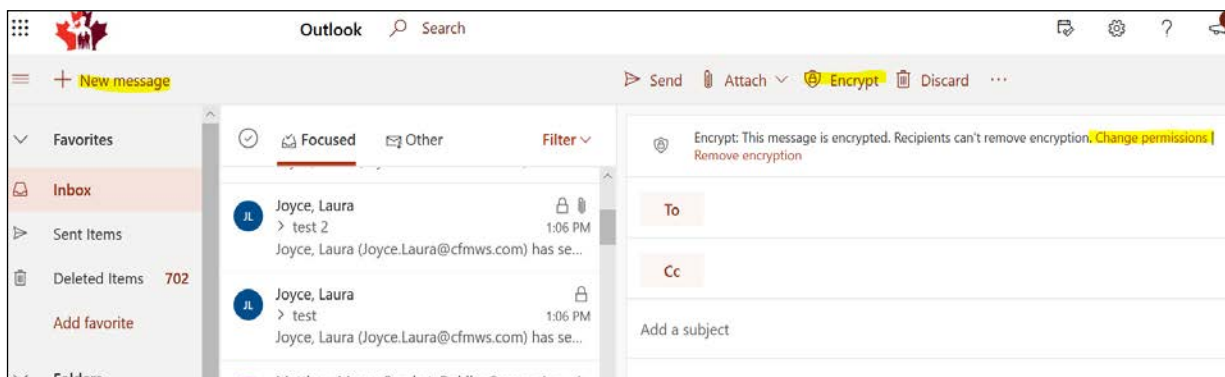 Outlook
Search
?
+ New message
Send
Attach
Encrypt
Discard
...
Favorites
Inbox
Sent Items
Deleted Items 702
Add favorite
Focused
Other
Filter
JL
Joyce, Laura
> test 2
1:06 PM
Joyce, Laura (Joyce.Laura@cfmws.com) has se...
JL
Joyce, Laura
> test
1:06 PM
Joyce, Laura (Joyce.Laura@cfmws.com) has se...
Encrypt: This message is encrypted. Recipients can't remove encryption. Change permissions |
Remove encryption
To
Cc
Add a subject